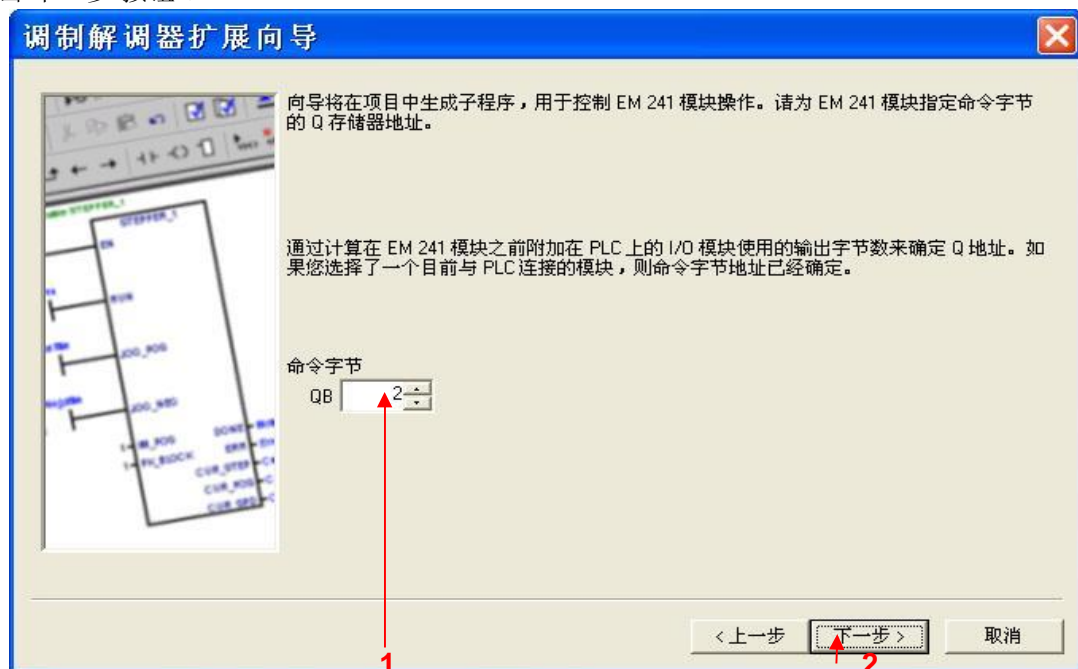 调制解调器扩展向导
向导将在项目中生成子程序，用于控制 EM 241 模块操作。请为 EM 241 模块指定命令字节
的 Q 存储器地址。
通过计算在 EM 241 模块之前附加在 PLC 上的 I/O 模块使用的输出字节数来确定 Q 地址。如
果您选择了一个目前与 PLC 连接的模块，则命令字节地址已经确定。
命令字节
QB 2
STEPPER_1
EN
RUN
JOG_POS
JOG_NEG
DONE
ERR
CUR_STEP
CUR_POS
<上一步 下一步> 取消
1 2